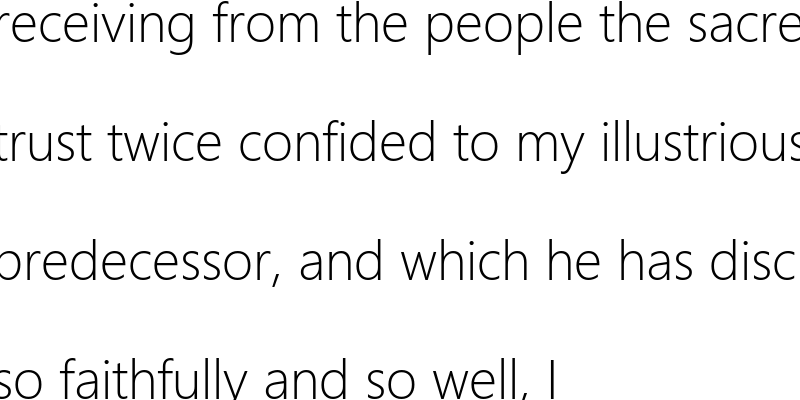 receiving from the people the sacre
trust twice confided to my illustrious
predecessor, and which he has disc
so faithfully and so well, I